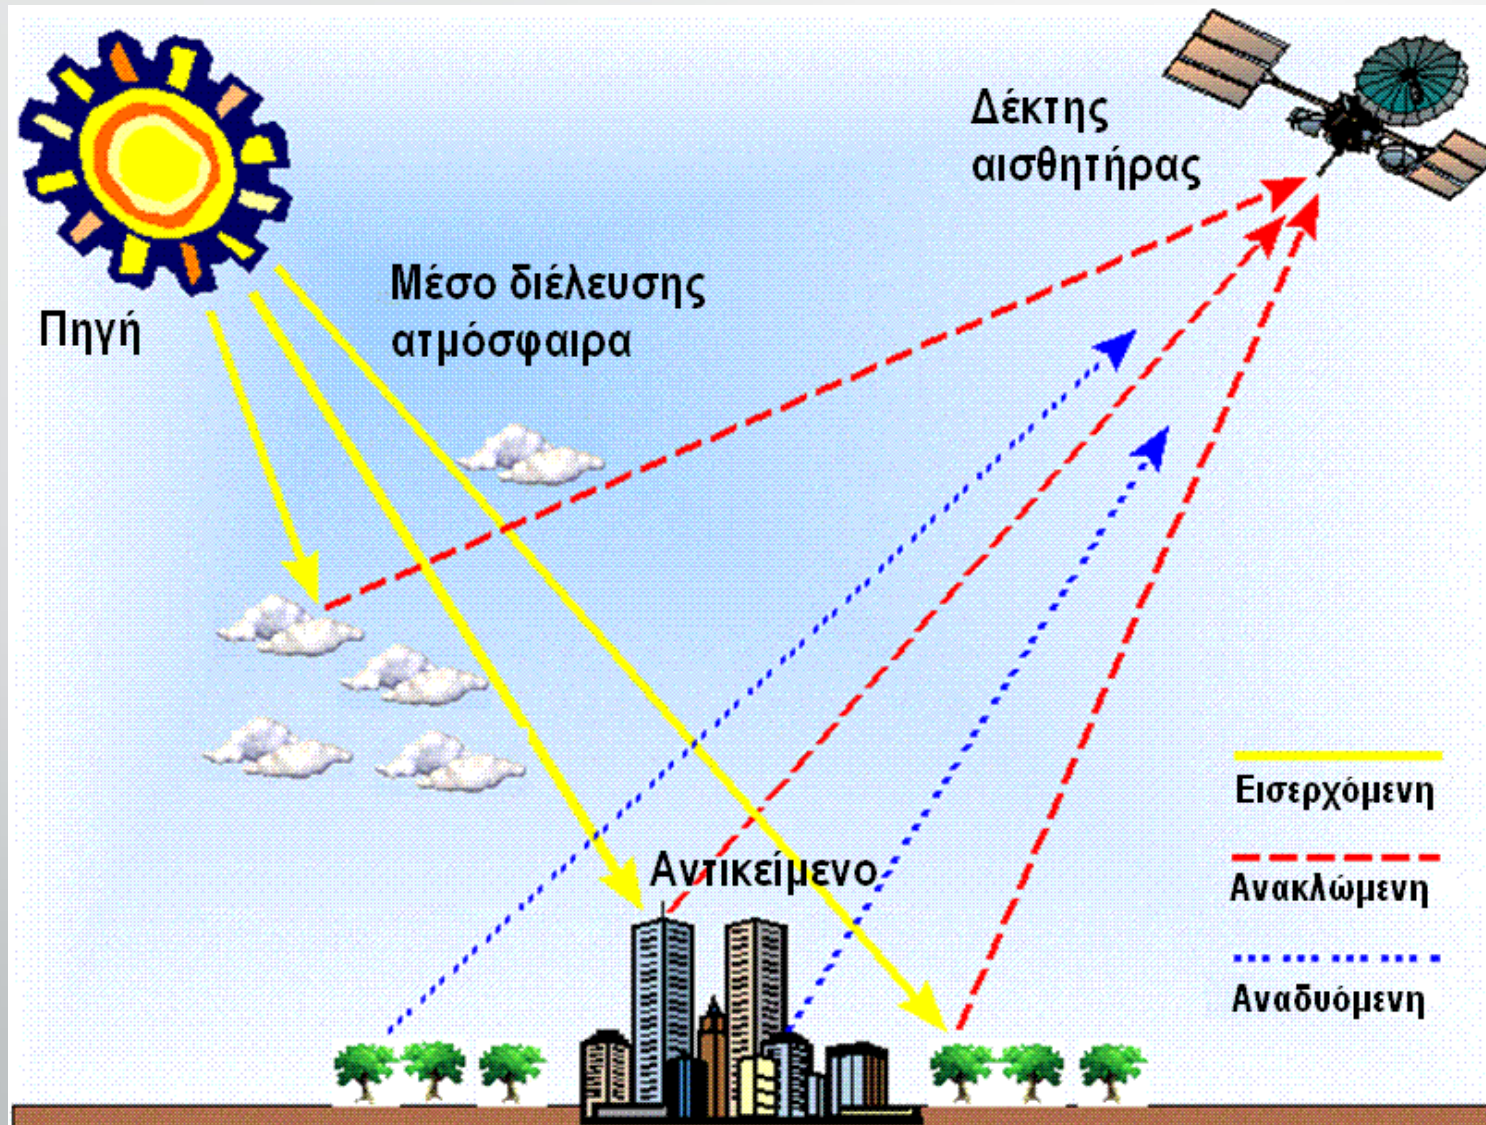 Δέκτης
αισθητήρας
Μέσο διέλευσης
ατμόσφαιρα
Πηγή
Εισερχόμενη
Αντικείμενο
Ανακλώμενη
Αναδυόμενη